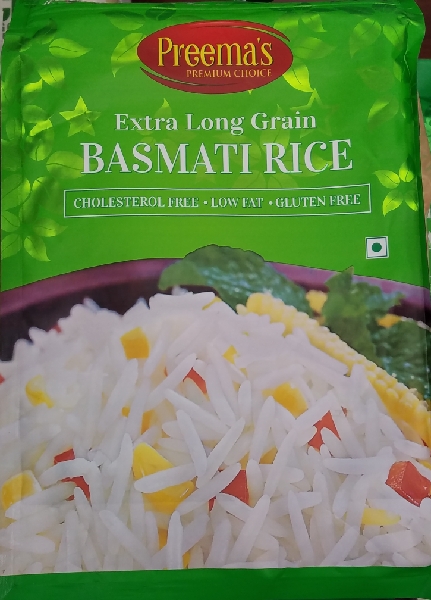 Preema's
PREMIUM CHOICE
Extra Long Grain
BASMATI RICE
CHOLESTEROL FREE • LOW FAT • GLUTEN FREE